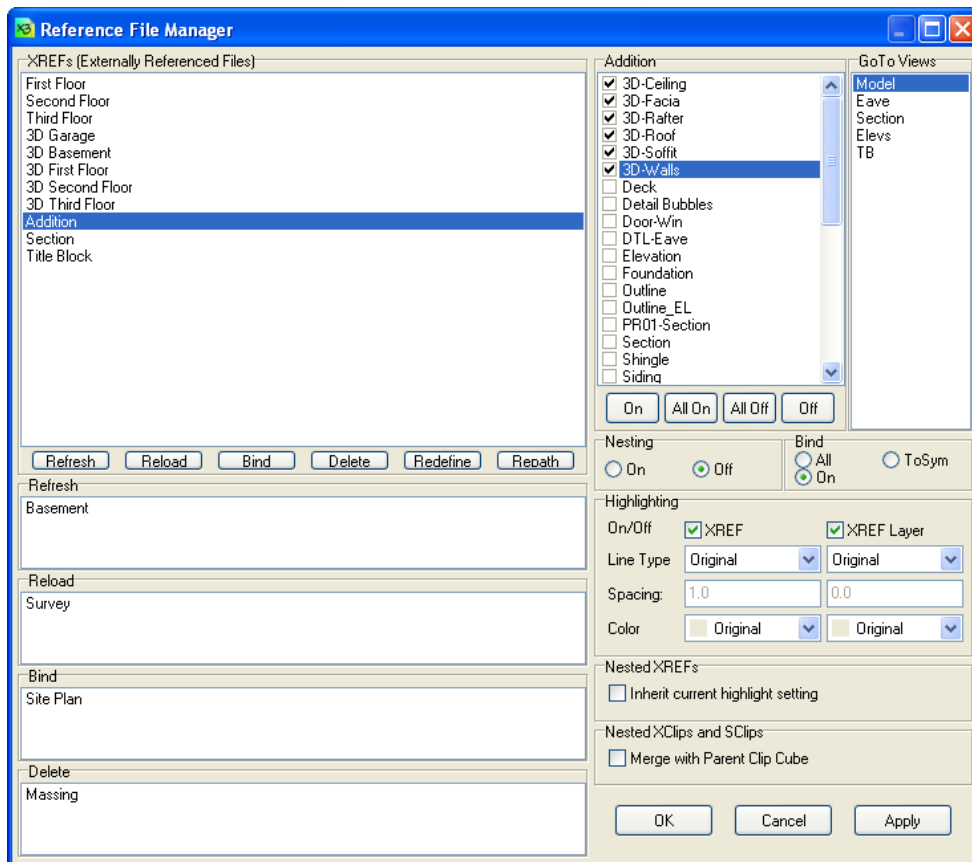 X3 Reference File Manager
XREFs (Externally Referenced Files)
First Floor
Second Floor
Third Floor
3D Garage
3D Basement
3D First Floor
3D Second Floor
3D Third Floor
Addition
Section
Title Block
Refresh Reload Bind Delete Redefine Repath
Refresh
Basement
Reload
Survey
Bind
Site Plan
Delete
Massing
Addition
3D-Ceiling
3D-Facia
3D-Rafter
3D-Roof
3D-Soffit
3D-Walls
Deck
Detail Bubbles
Door-Win
DTL-Eave
Elevation
Foundation
Outline
Outline_EL
PR01-Section
Section
Shingle
Siding
On All On All Off Off
GoTo Views
Model
Eave
Section
Elevs
TB
Nesting
On Off
Bind
All ToSym
On
Highlighting
On/Off XREF XREF Layer
Line Type Original Original
Spacing: 1.0 0.0
Color Original Original
Nested XREFs
Inherit current highlight setting
Nested XClips and SClips
Merge with Parent Clip Cube
OK Cancel Apply